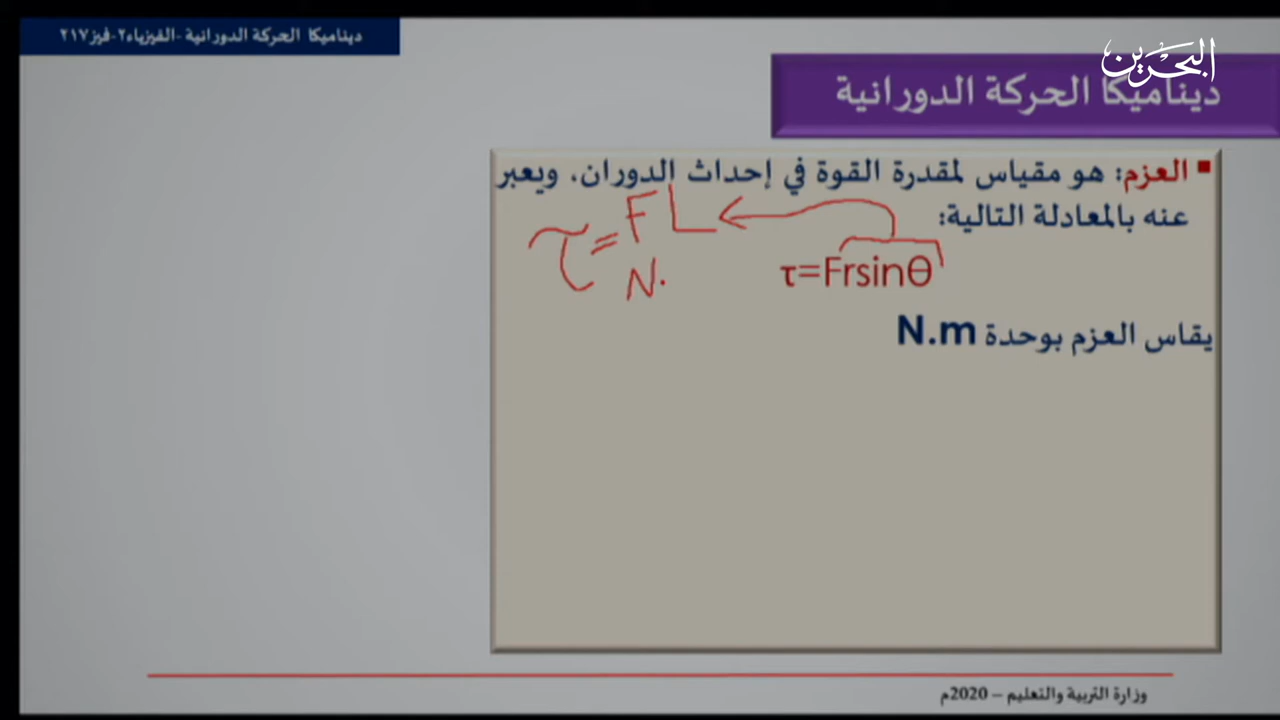 ديناميكا الحركة الدورانية -الفيزياء٢-فيز٢١٧
البحرين
ديناميكا الحركة الدورانية
العزم: هو مقياس لمقدرة القوة في إحداث الدوران، ويعبر
عنه بالمعادلة التالية:
τ=FL
τ=Frsinθ
N.
يقاس العزم بوحدة N.m
وزارة التربية والتعليم – 2020م